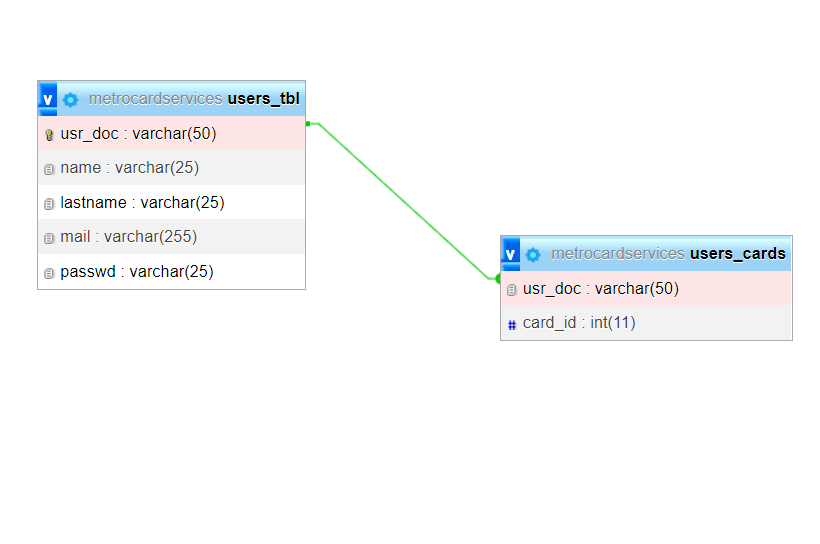 v metrocardservices users_tbl
usr_doc : varchar(50)
name : varchar(25)
lastname : varchar(25)
mail : varchar(255)
passwd : varchar(25)
v metrocardservices users_cards
usr_doc : varchar(50)
# card_id : int(11)